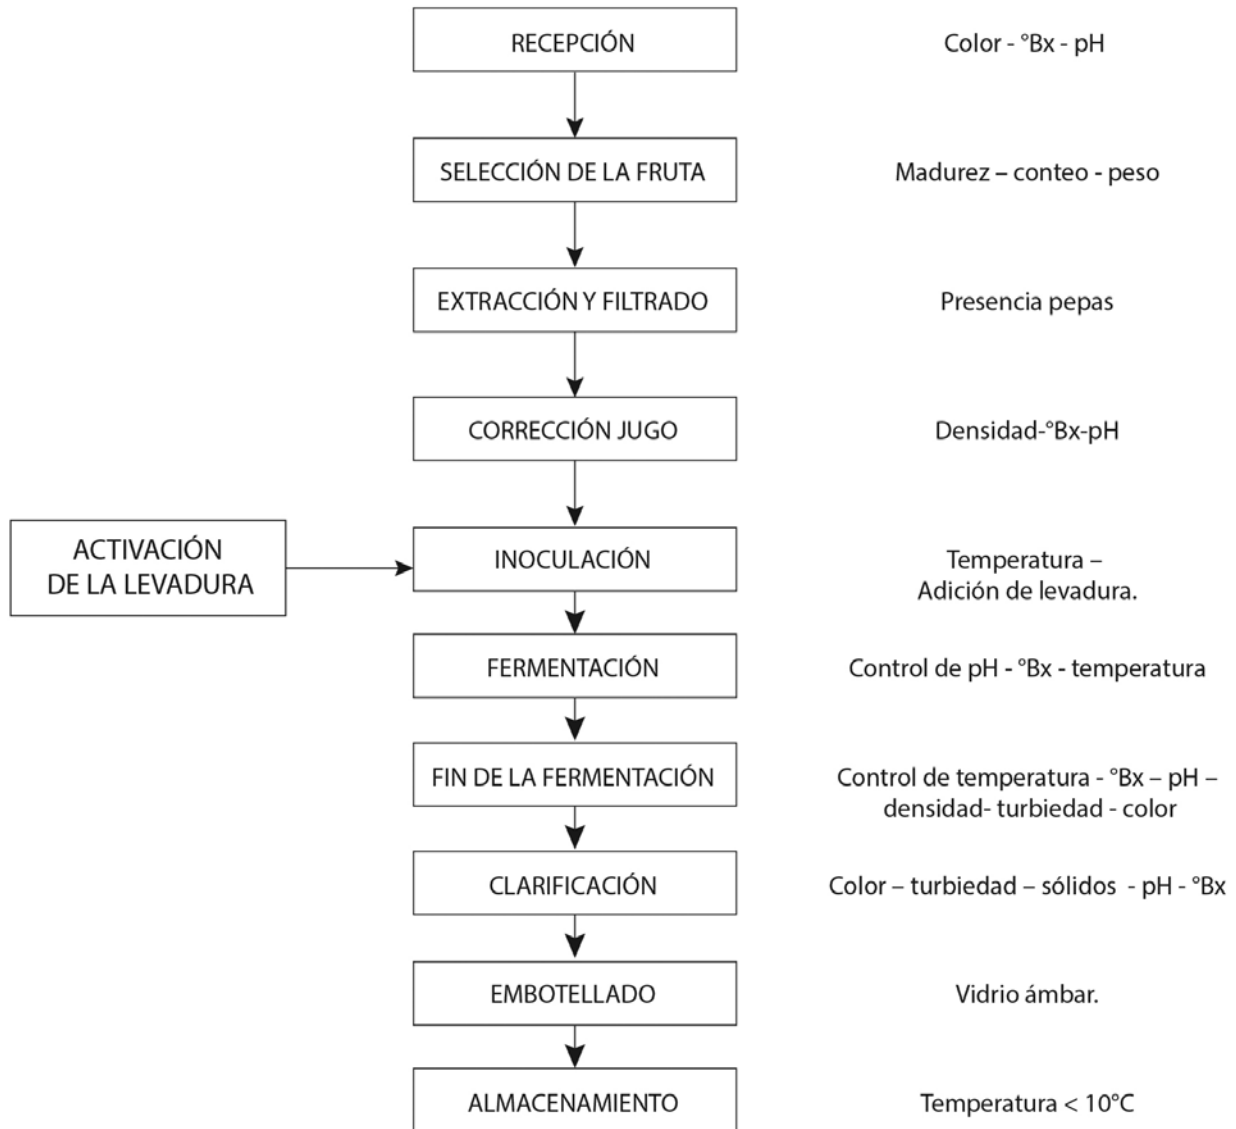 RECEPCIÓN
Color - °Bx - pH
SELECCIÓN DE LA FRUTA
Madurez – conteo - peso
EXTRACCIÓN Y FILTRADO
Presencia pepas
CORRECCIÓN JUGO
Densidad-°Bx-pH
ACTIVACIÓN
DE LA LEVADURA
INOCULACIÓN
Temperatura –
Adición de levadura.
FERMENTACIÓN
Control de pH - °Bx - temperatura
FIN DE LA FERMENTACIÓN
Control de temperatura - °Bx – pH –
densidad- turbiedad - color
CLARIFICACIÓN
Color – turbiedad – sólidos - pH - °Bx
EMBOTELLADO
Vidrio ámbar.
ALMACENAMIENTO
Temperatura < 10°C